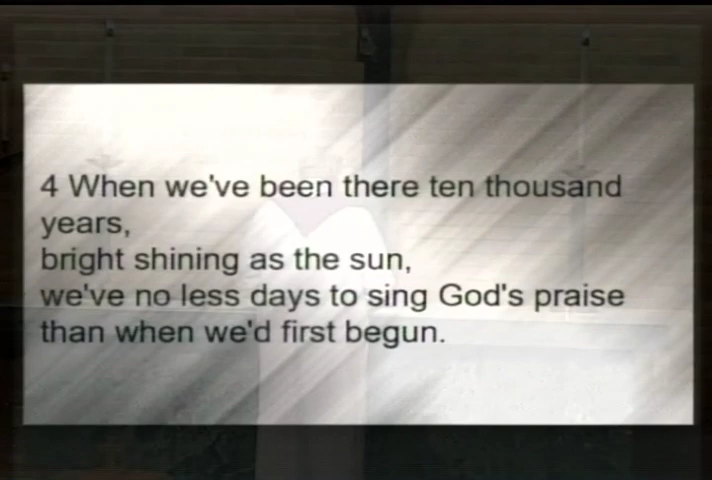 4 When we've been there ten thousand
years,
bright shining as the sun,
we've no less days to sing God's praise
than when we'd first begun.